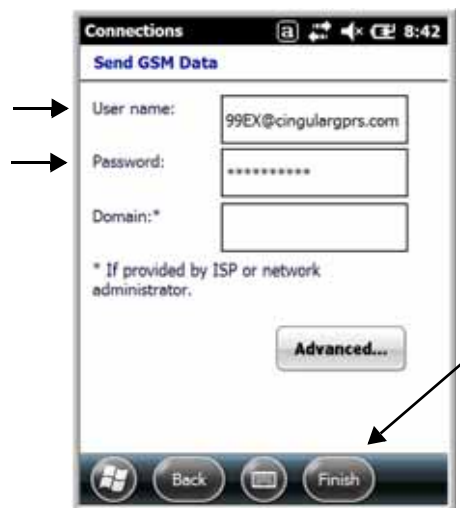 Connections a 8:42
Send GSM Data
User name:
99EX@cingulargprs.com
Password:
**********
Domain:*
* If provided by ISP or network
administrator.
Advanced...
Back Finish